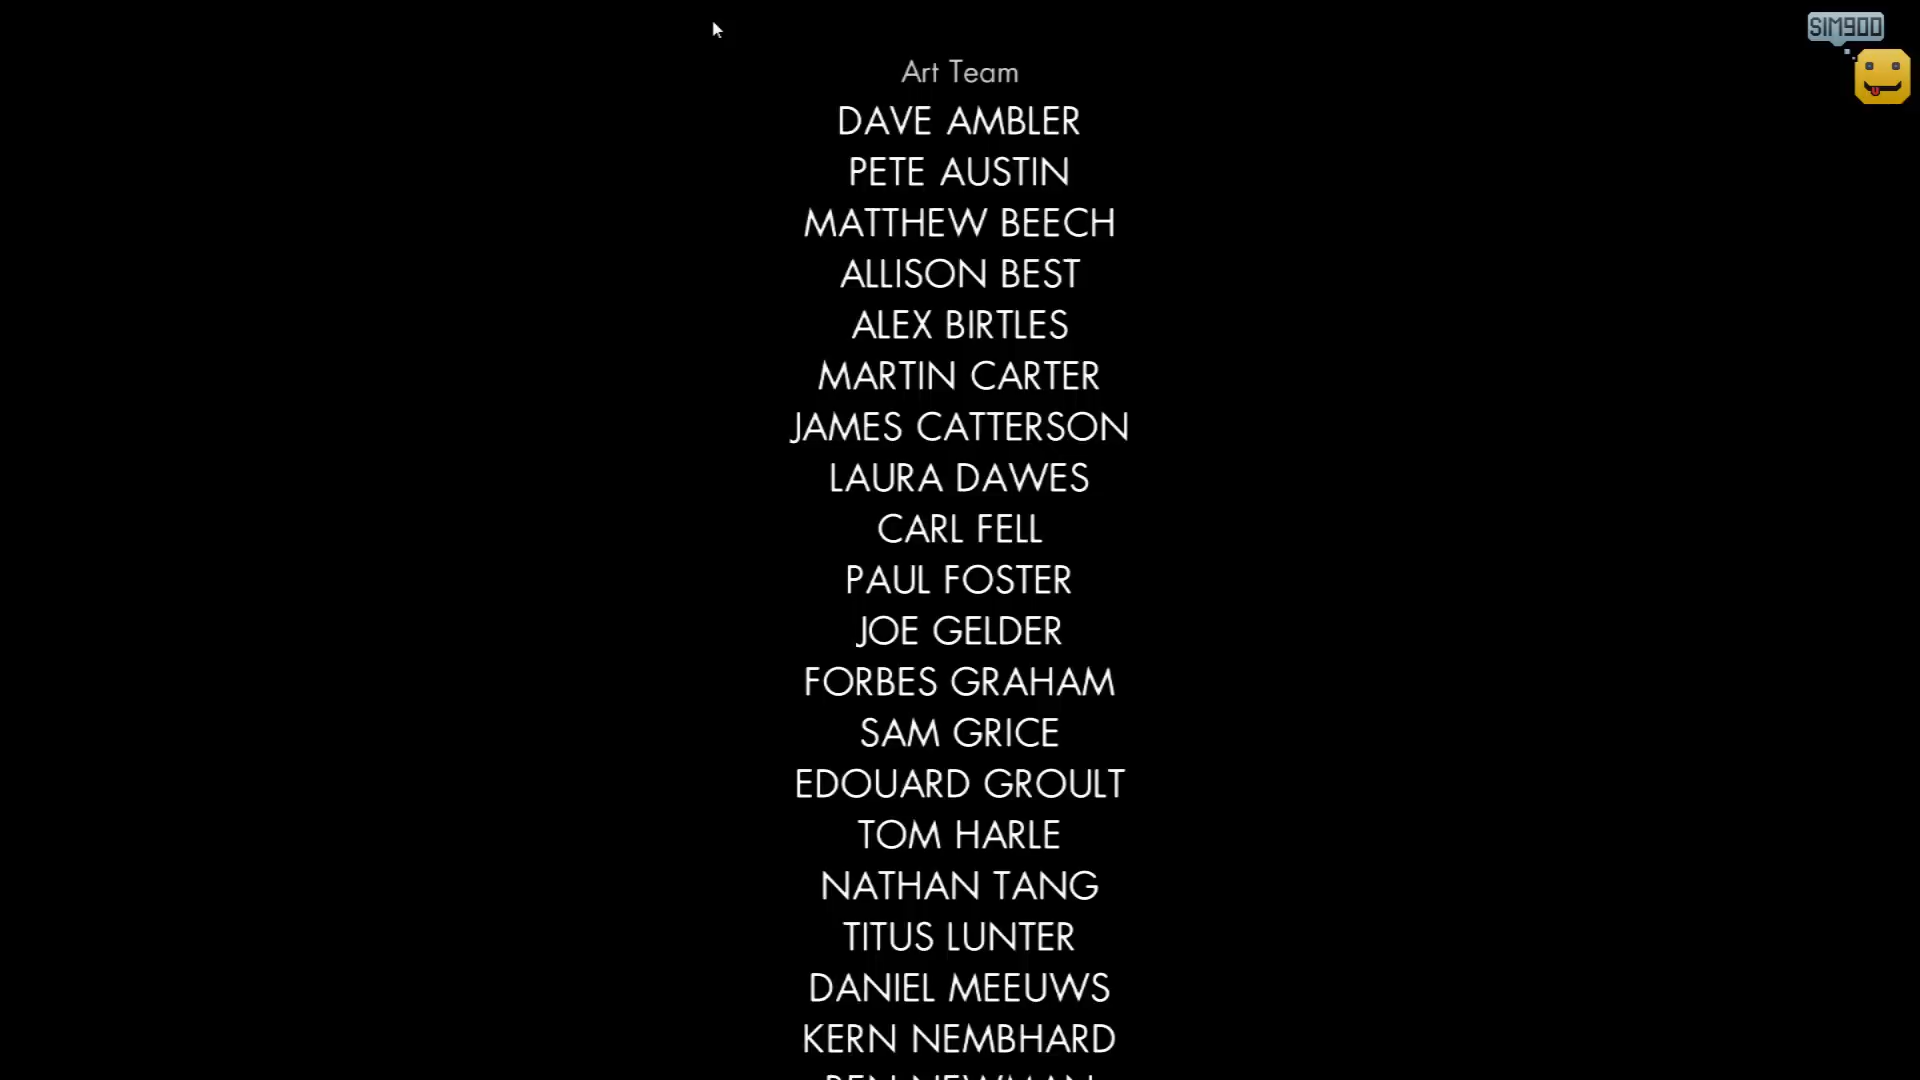 SIM900
Art Team
DAVE AMBLER
PETE AUSTIN
MATTHEW BEECH
ALLISON BEST
ALEX BIRTLES
MARTIN CARTER
JAMES CATTERSON
LAURA DAWES
CARL FELL
PAUL FOSTER
JOE GELDER
FORBES GRAHAM
SAM GRICE
EDOUARD GROULT
TOM HARLE
NATHAN TANG
TITUS LUNTER
DANIEL MEEUWS
KERN NEMBHARD
BEN NEWMAN